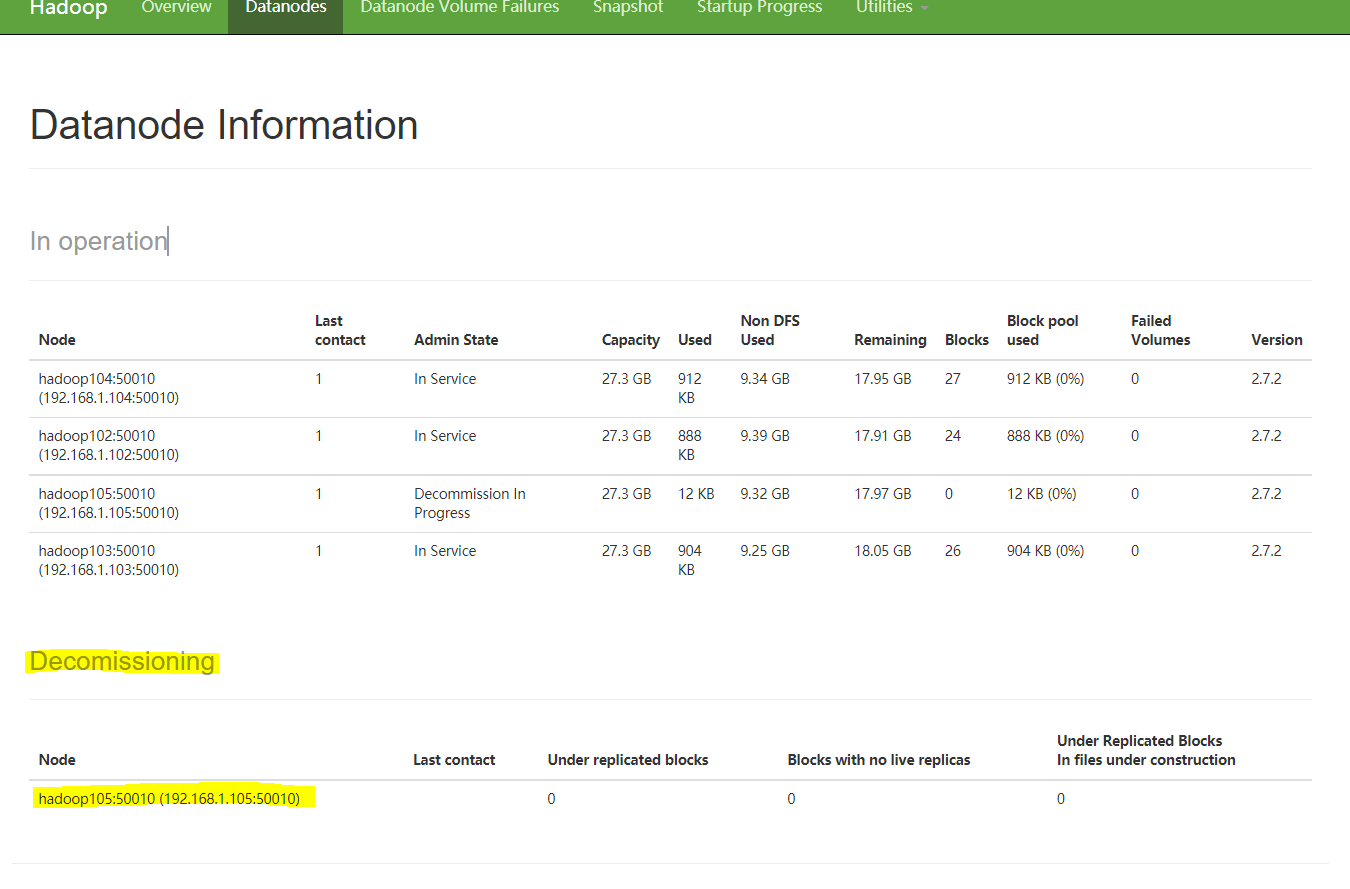 Hadoop Overview Datanodes Datanode Volume Failures Snapshot Startup Progress Utilities
Datanode Information
In operation
Node Last contact Admin State Capacity Used Non DFS Used Remaining Blocks Block pool used Failed Volumes Version
hadoop104:50010 (192.168.1.104:50010) 1 In Service 27.3 GB 912 KB 9.34 GB 17.95 GB 27 912 KB (0%) 0 2.7.2
hadoop102:50010 (192.168.1.102:50010) 1 In Service 27.3 GB 888 KB 9.39 GB 17.91 GB 24 888 KB (0%) 0 2.7.2
hadoop105:50010 (192.168.1.105:50010) 1 Decommission In Progress 27.3 GB 12 KB 9.32 GB 17.97 GB 0 12 KB (0%) 0 2.7.2
hadoop103:50010 (192.168.1.103:50010) 1 In Service 27.3 GB 904 KB 9.25 GB 18.05 GB 26 904 KB (0%) 0 2.7.2
Decomissioning
Node Last contact Under replicated blocks Blocks with no live replicas Under Replicated Blocks In files under construction
hadoop105:50010 (192.168.1.105:50010) 0 0 0